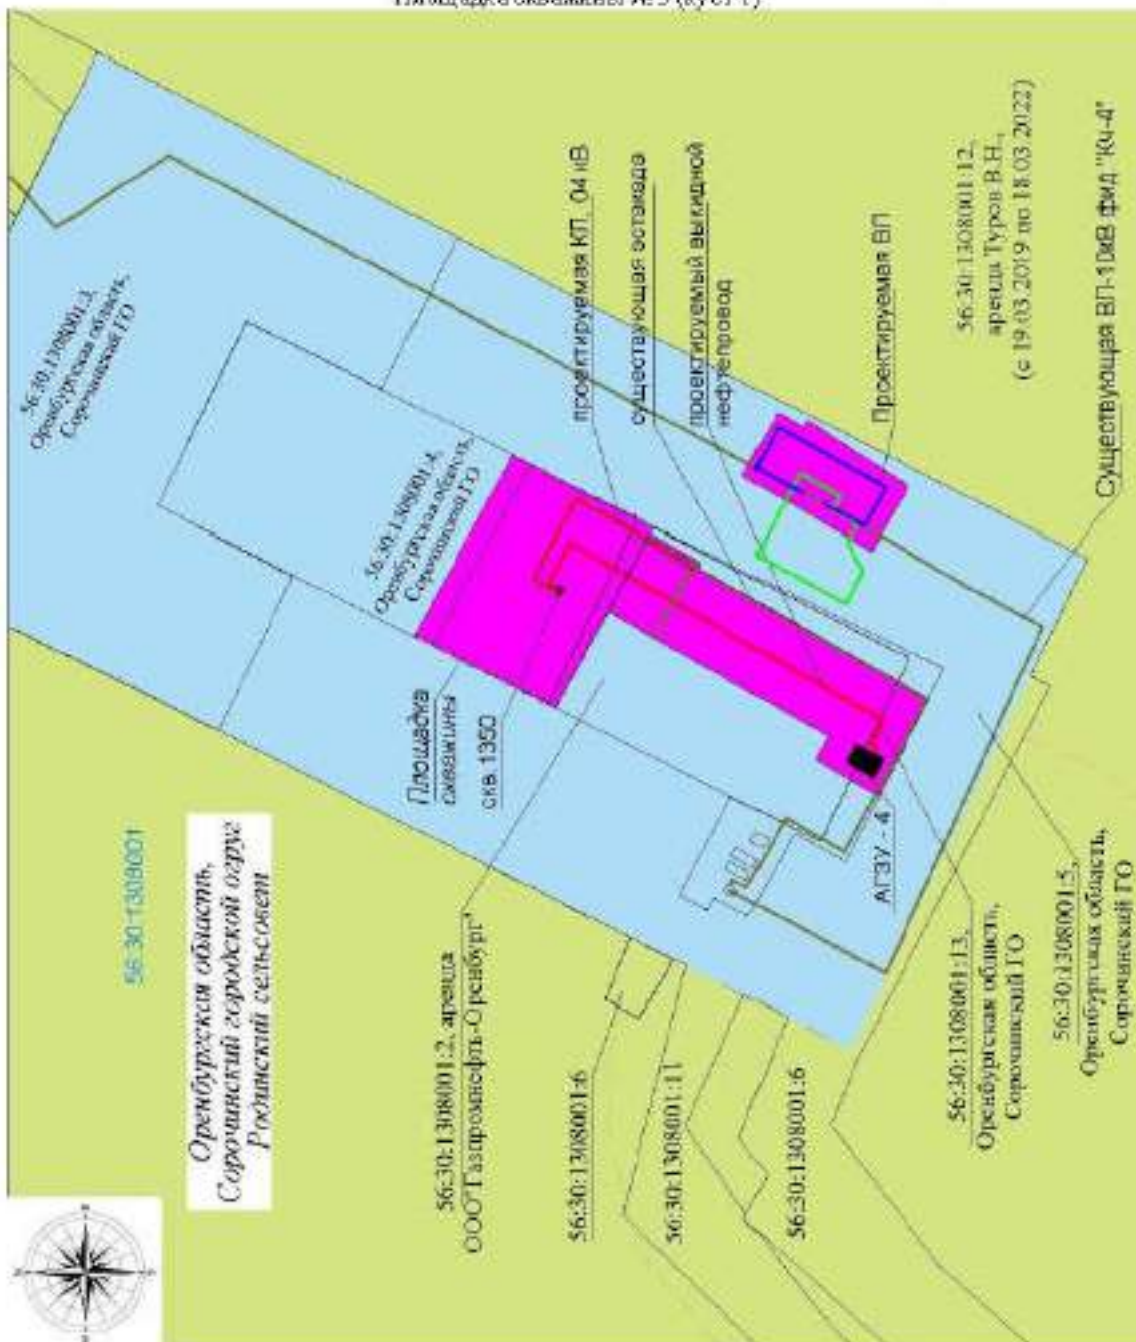 56:30:1308001
Оренбургская область,
Сорочинский городской округ
Родинский сельсовет
56:30:1308001:3,
Оренбургская область,
Сорочинский ГО
56:30:1308001:4,
Оренбургская область,
Сорочинский ГО
проектируемая КП, 04 кВ
существующая эстакада
проектируемый выкидной
нефтепровод
Проектируемая ВЛ
56:30:1308001:12,
аренда Туров В.Н.,
(с 19.03.2019 по 18.03.2022)
Существующая ВЛ-10кВ фид "Кч-4"
Площадка
скважины
скв.1350
56:30:1308001:2, аренда
ООО"Газпромнефть-Оренбург"
56:30:1308001:6
56:30:1308001:11
56:30:1308001:6
АГЗУ - 4
56:30:1308001:13,
Оренбургская область,
Сорочинский ГО
56:30:1308001:5,
Оренбургская область,
Сорочинский ГО